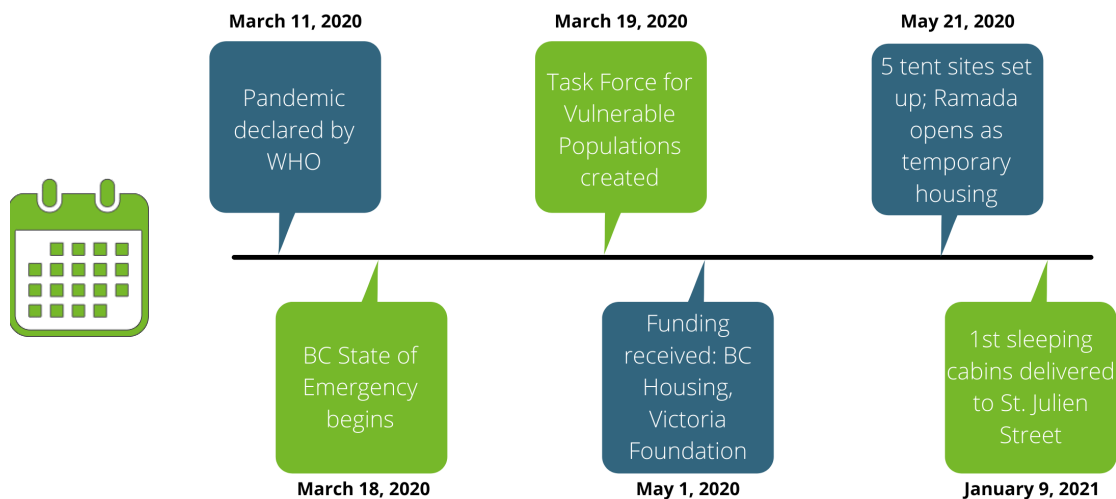 March 11, 2020
Pandemic
declared by
WHO
BC State of
Emergency
begins
March 18, 2020
March 19, 2020
Task Force for
Vulnerable
Populations
created
Funding
received: BC
Housing,
Victoria
Foundation
May 1, 2020
May 21, 2020
5 tent sites set
up; Ramada
opens as
temporary
housing
1st sleeping
cabins delivered
to St. Julien
Street
January 9, 2021